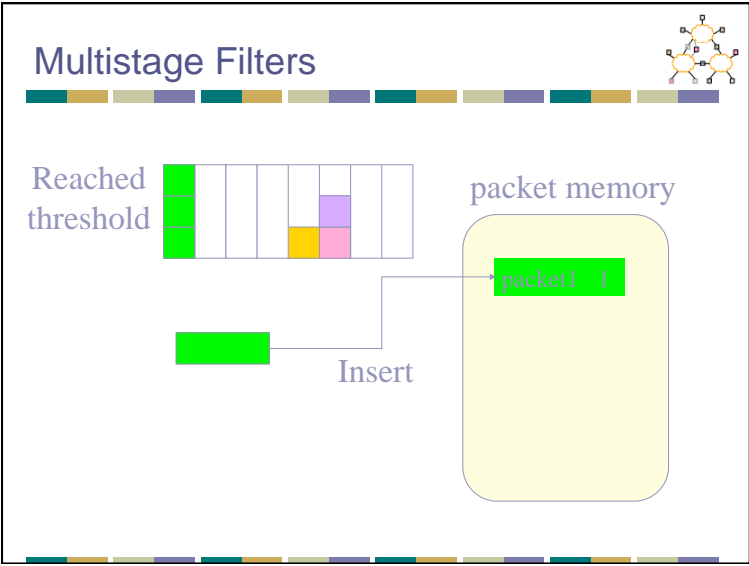 Multistage Filters
Reached
threshold
packet memory
packet1 1
Insert